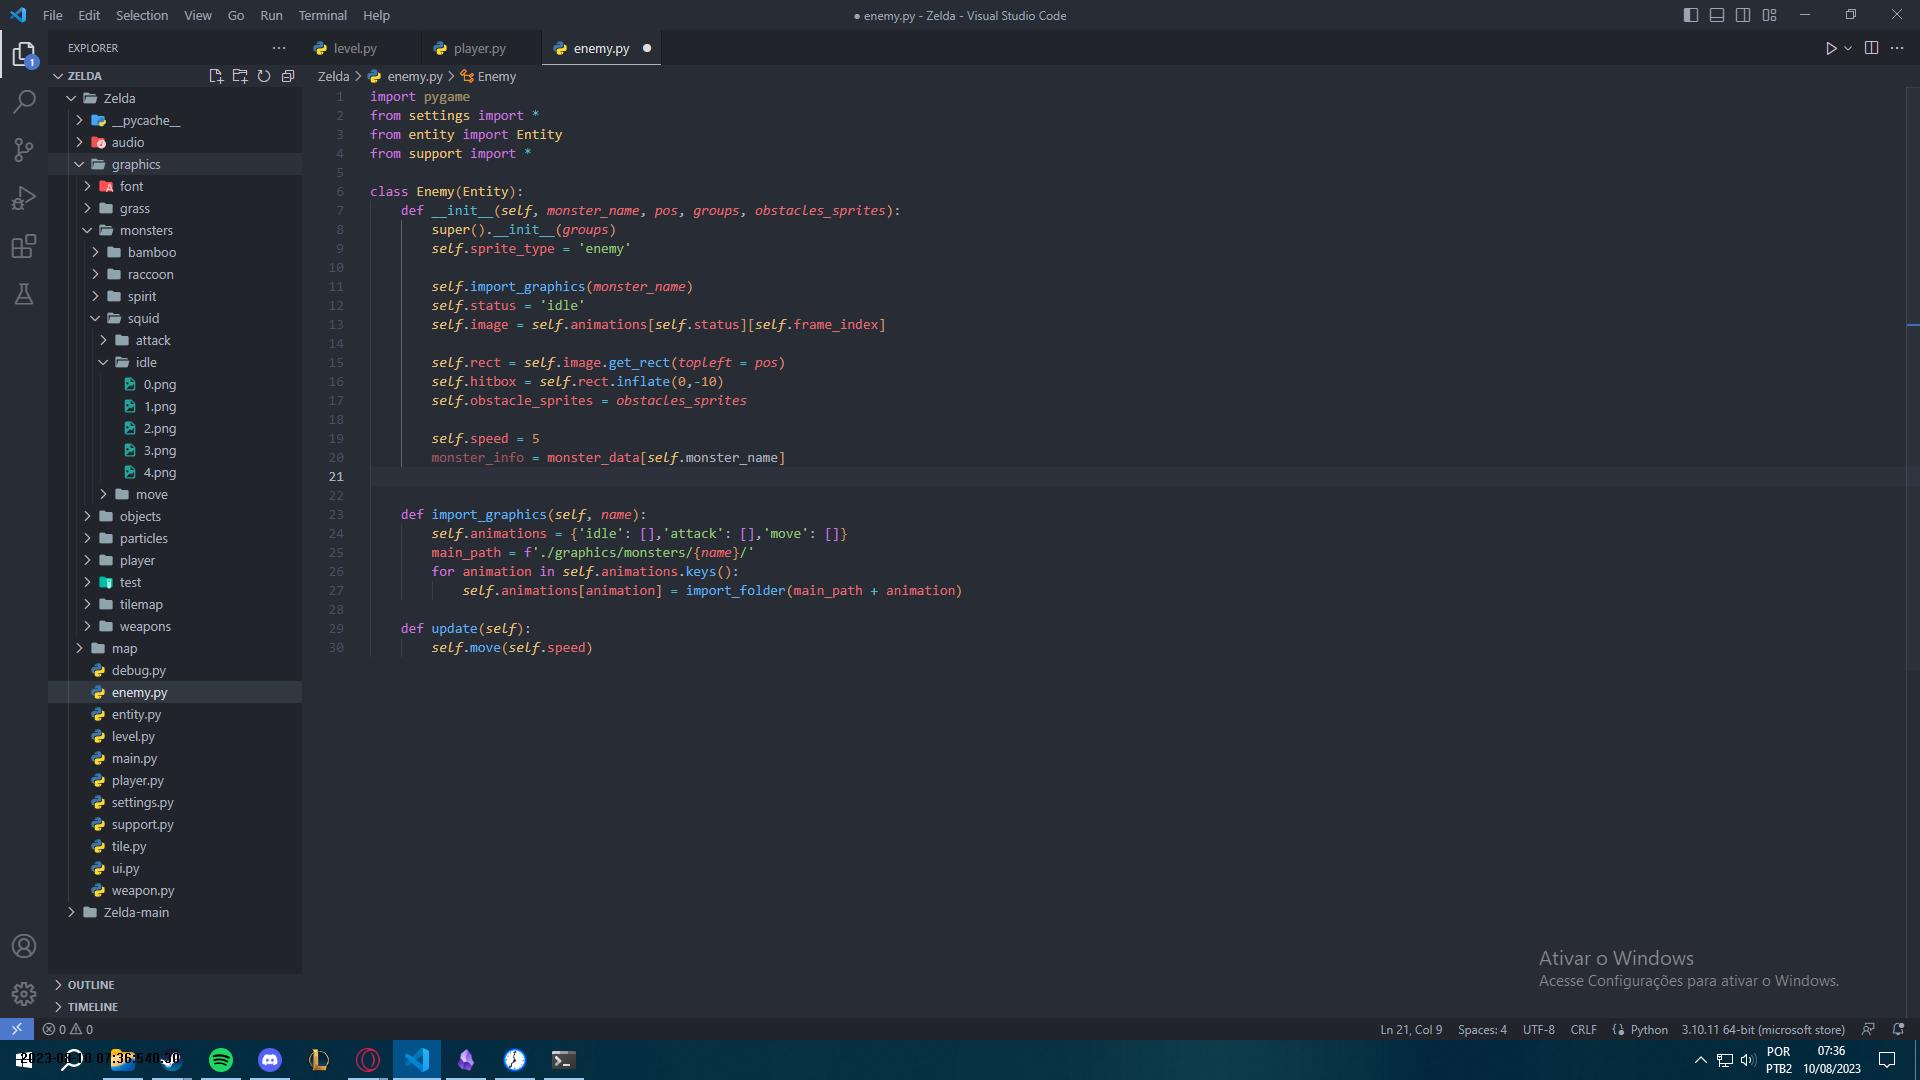 File Edit Selection View Go Run Terminal Help
● enemy.py - Zelda - Visual Studio Code
EXPLORER
level.py
player.py
enemy.py
1
ZELDA
Zelda > enemy.py > Enemy
Zelda
__pycache__
audio
graphics
font
grass
monsters
bamboo
raccoon
spirit
squid
attack
idle
0.png
1.png
2.png
3.png
4.png
move
objects
particles
player
test
tilemap
weapons
map
debug.py
enemy.py
entity.py
level.py
main.py
player.py
settings.py
support.py
tile.py
ui.py
weapon.py
Zelda-main
OUTLINE
TIMELINE
1 import pygame
2 from settings import *
3 from entity import Entity
4 from support import *
5
6 class Enemy(Entity):
7 def __init__(self, monster_name, pos, groups, obstacles_sprites):
8 super().__init__(groups)
9 self.sprite_type = 'enemy'
10
11 self.import_graphics(monster_name)
12 self.status = 'idle'
13 self.image = self.animations[self.status][self.frame_index]
14
15 self.rect = self.image.get_rect(topleft = pos)
16 self.hitbox = self.rect.inflate(0,-10)
17 self.obstacle_sprites = obstacles_sprites
18
19 self.speed = 5
20 monster_info = monster_data[self.monster_name]
21
22
23 def import_graphics(self, name):
24 self.animations = {'idle': [],'attack': [],'move': []}
25 main_path = f'./graphics/monsters/{name}/'
26 for animation in self.animations.keys():
27 self.animations[animation] = import_folder(main_path + animation)
28
29 def update(self):
30 self.move(self.speed)
Ativar o Windows
Acesse Configurações para ativar o Windows.
0 0
Ln 21, Col 9 Spaces: 4 UTF-8 CRLF Python 3.10.11 64-bit (microsoft store)
POR
PTB2
07:36
10/08/2023